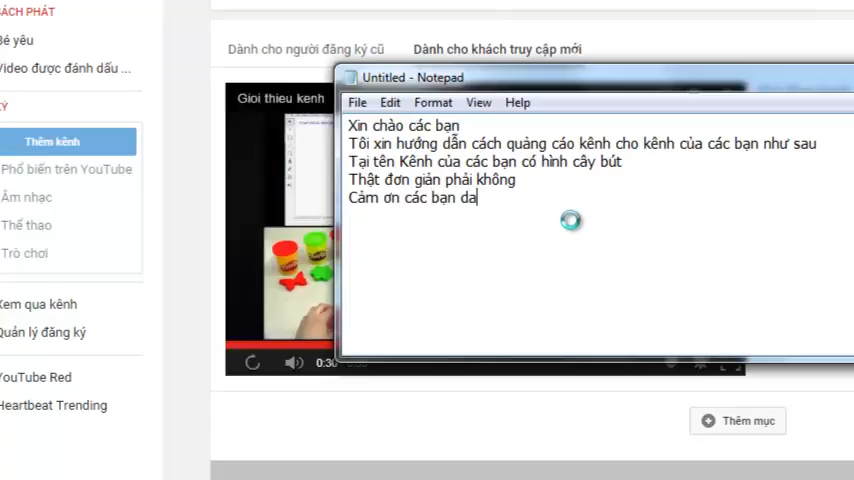 SÁCH PHÁT
Bé yêu
Video được đánh dấu ...
Thêm kênh
Phổ biến trên YouTube
Âm nhạc
Thể thao
Trò chơi
Xem qua kênh
Quản lý đăng ký
YouTube Red
Heartbeat Trending
Dành cho người đăng ký cũ
Dành cho khách truy cập mới
Gioi thieu kenh
Untitled - Notepad
File Edit Format View Help
Xin chào các bạn
Tôi xin hướng dẫn cách quảng cáo kênh cho kênh của các bạn như sau
Tại tên Kênh của các bạn có hình cây bút
Thật đơn giản phải không
Cảm ơn các bạn da
0:30
Thêm mục